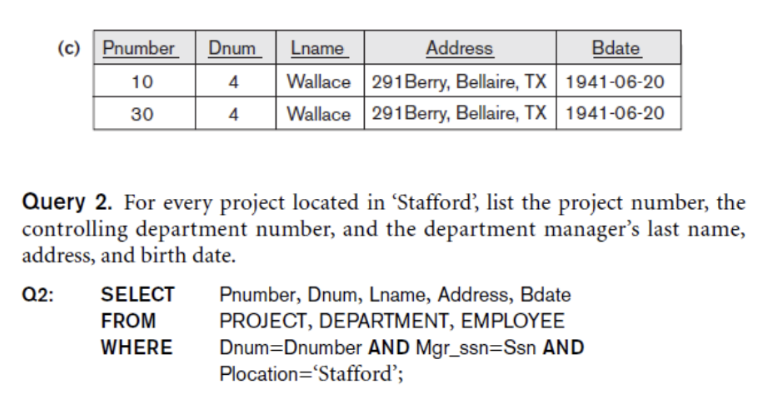 (c) Pnumber Dnum Lname Address Bdate
10 4 Wallace 291Berry, Bellaire, TX 1941-06-20
30 4 Wallace 291Berry, Bellaire, TX 1941-06-20
Query 2. For every project located in ‘Stafford’, list the project number, the
controlling department number, and the department manager’s last name,
address, and birth date.
Q2: SELECT Pnumber, Dnum, Lname, Address, Bdate
FROM PROJECT, DEPARTMENT, EMPLOYEE
WHERE Dnum=Dnumber AND Mgr_ssn=Ssn AND
Plocation=‘Stafford’;